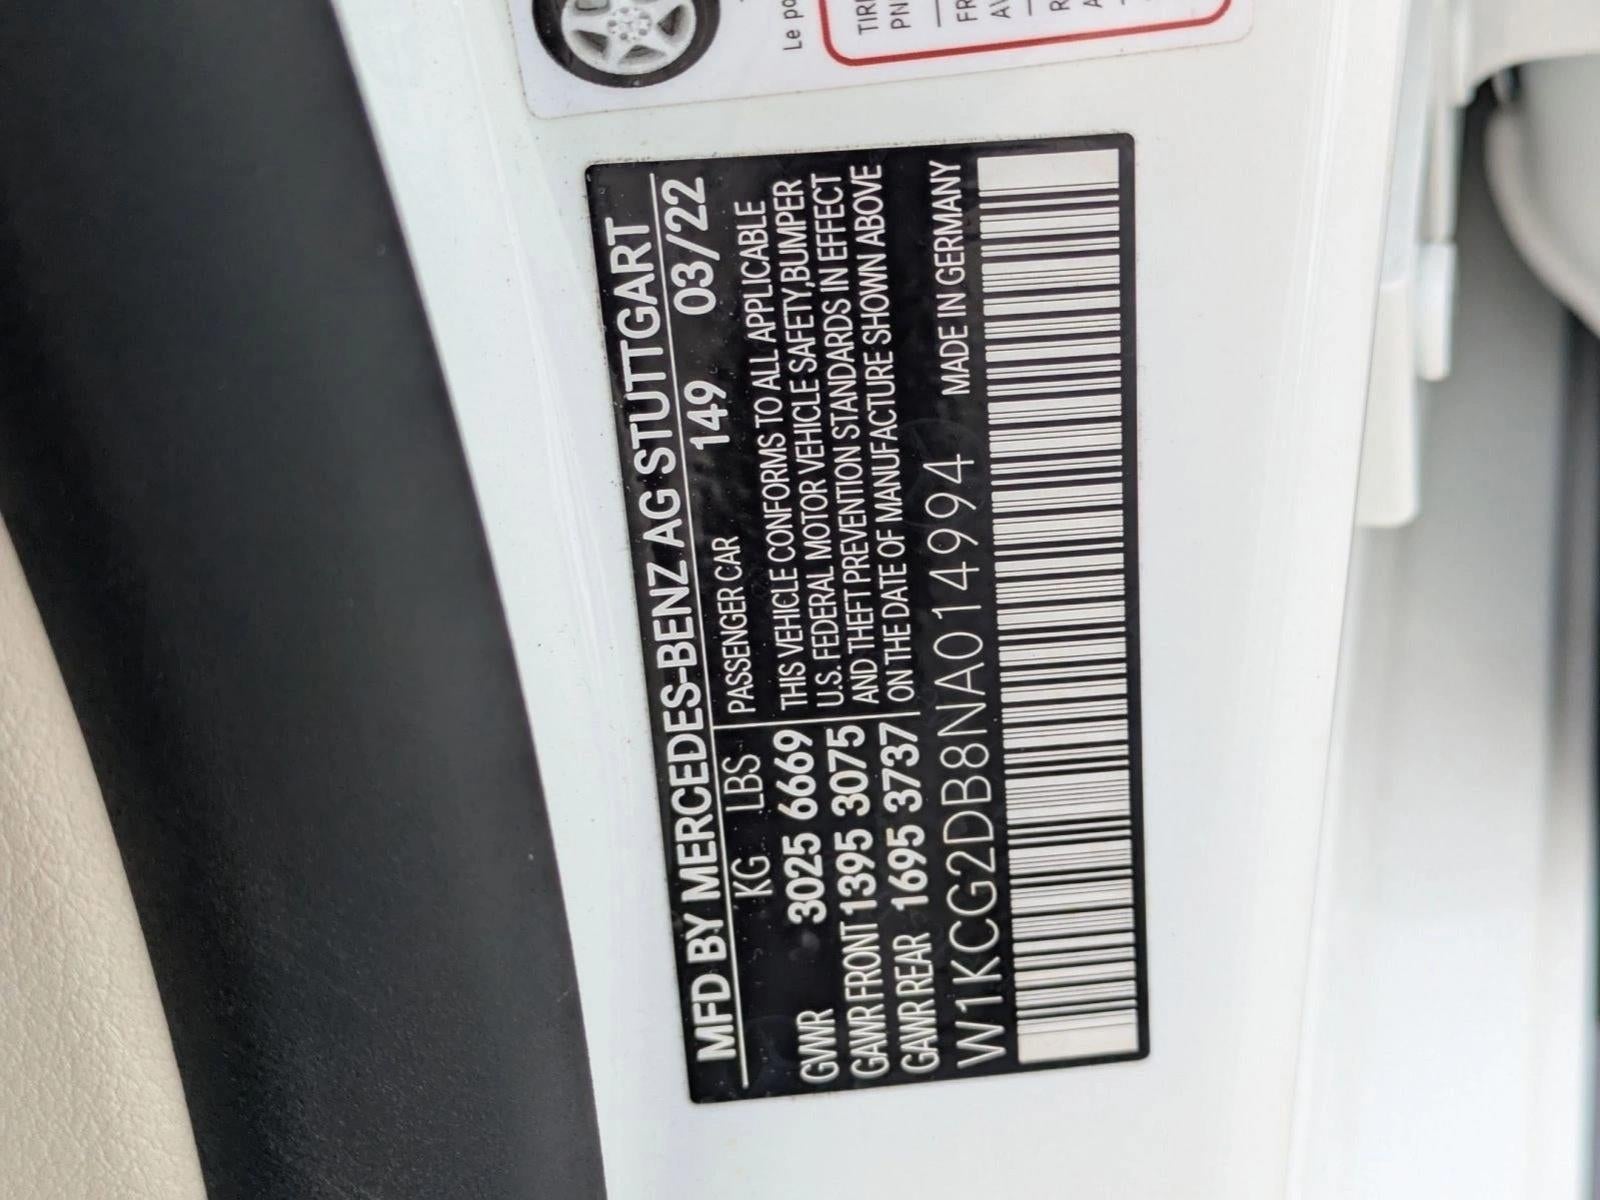 MFD BY MERCEDES-BENZ AG STUTTGART
149 03/22
KG LBS
GVWR 3025 6669
GAWR FRONT 1395 3075
GAWR REAR 1695 3737
PASSENGER CAR
THIS VEHICLE CONFORMS TO ALL APPLICABLE
U.S. FEDERAL MOTOR VEHICLE SAFETY,BUMPER
AND THEFT PREVENTION STANDARDS IN EFFECT
ON THE DATE OF MANUFACTURE SHOWN ABOVE
W1KCG2DB8NA014994 MADE IN GERMANY
Le